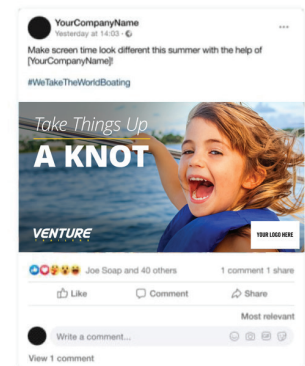 YourCompanyName
Yesterday at 14:03
Make screen time look different this summer with the help of
[YourCompanyName]!
#WeTakeTheWorldBoating
Take Things Up
A KNOT
VENTURE
YOUR LOGO HERE
Joe Soap and 40 others
1 comment 1 share
Like
Comment
Share
Most relevant
Write a comment...
GIF
View 1 comment